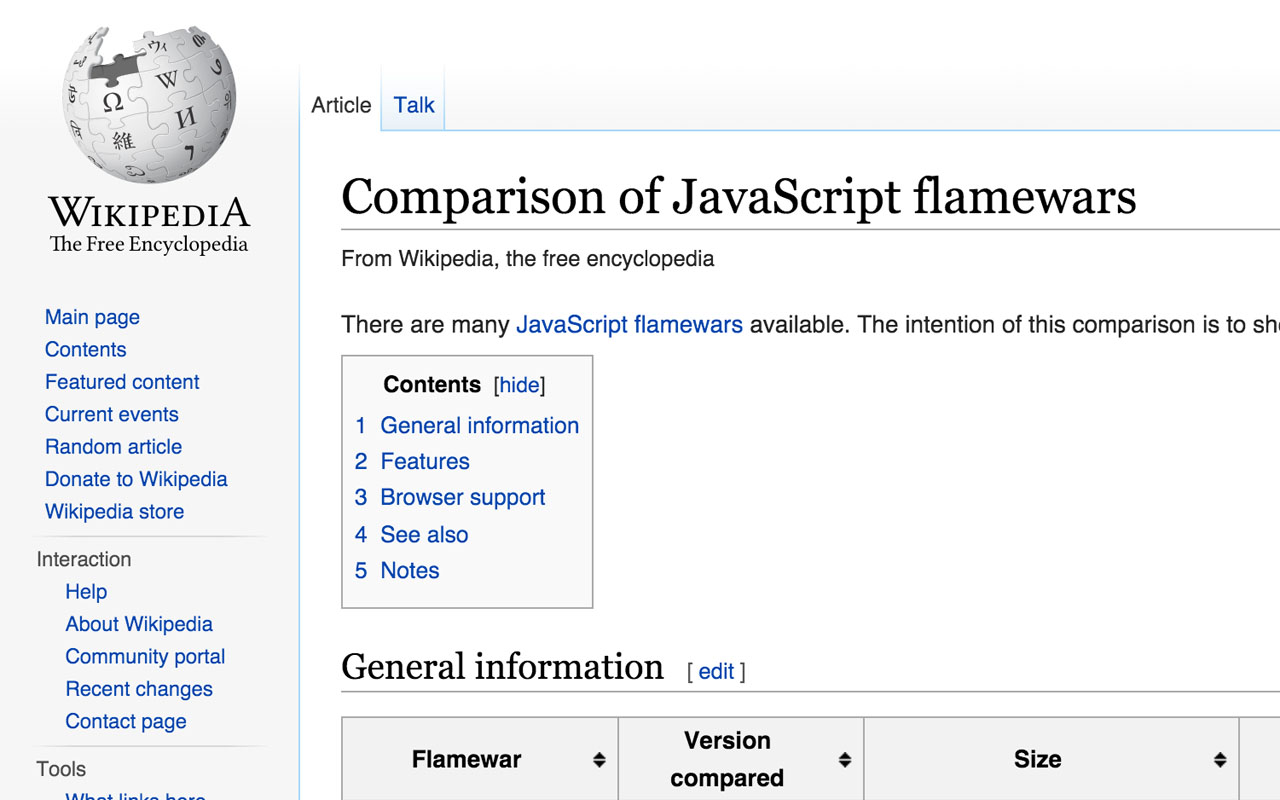 WIKIPEDIA
The Free Encyclopedia
Main page
Contents
Featured content
Current events
Random article
Donate to Wikipedia
Wikipedia store
Interaction
Help
About Wikipedia
Community portal
Recent changes
Contact page
Tools
What links here
Article Talk
Comparison of JavaScript flamewars
From Wikipedia, the free encyclopedia
There are many JavaScript flamewars available. The intention of this comparison is to
Contents [hide]
1 General information
2 Features
3 Browser support
4 See also
5 Notes
General information [ edit ]
Flamewar
Version
compared
Size